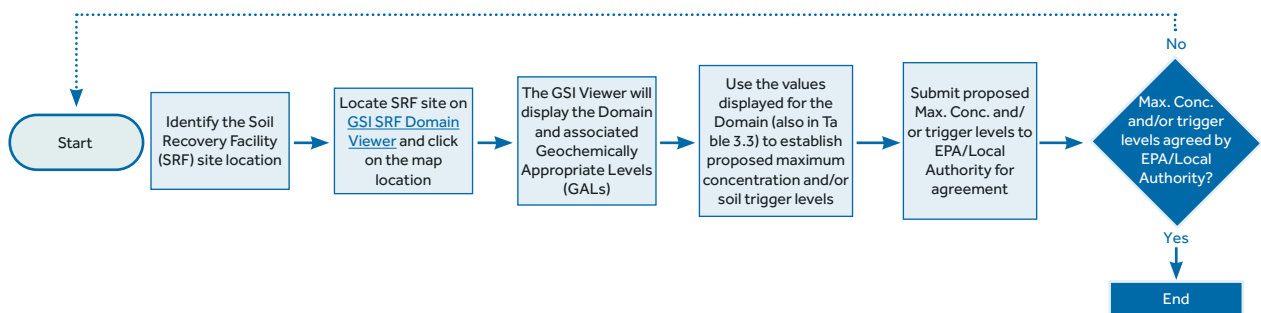 Start
Identify the Soil
Recovery Facility
(SRF) site location
Locate SRF site on
GSI SRF Domain
Viewer and click
on the map
location
The GSI Viewer will
display the Domain
and associated
Geochemically
Appropriate Levels
(GALs)
Use the values
displayed for the
Domain (also in Ta
ble 3.3) to establish
proposed maximum
concentration and/or
soil trigger levels
Submit proposed
Max. Conc. and/
or trigger levels to
EPA/Local
Authority for
agreement
Max. Conc.
and/or trigger
levels agreed by
EPA/Local
Authority?
No
Yes
End